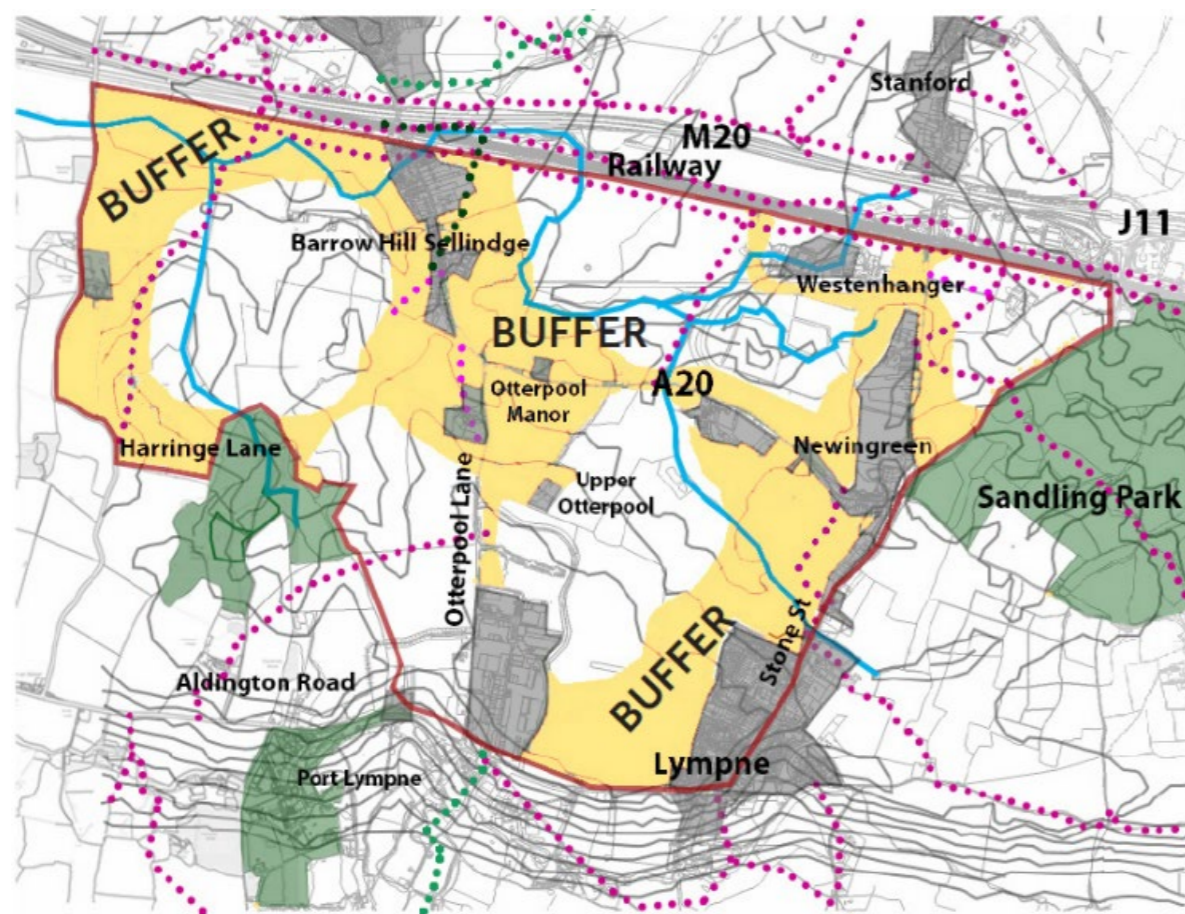 Stanford
M20
Railway
BUFFER
J11
Barrow Hill Sellindge
Westenhanger
BUFFER
A20
Otterpool
Manor
Harringe Lane
Newingreen
Upper
Otterpool
Sandling Park
Otterpool Lane
BUFFER
Stone St
Aldington Road
Lympne
Port Lympne